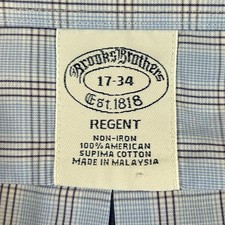 Brooks Brothers
17-34
Est. 1818
REGENT
NON-IRON
100% AMERICAN
SUPIMA COTTON
MADE IN MALAYSIA